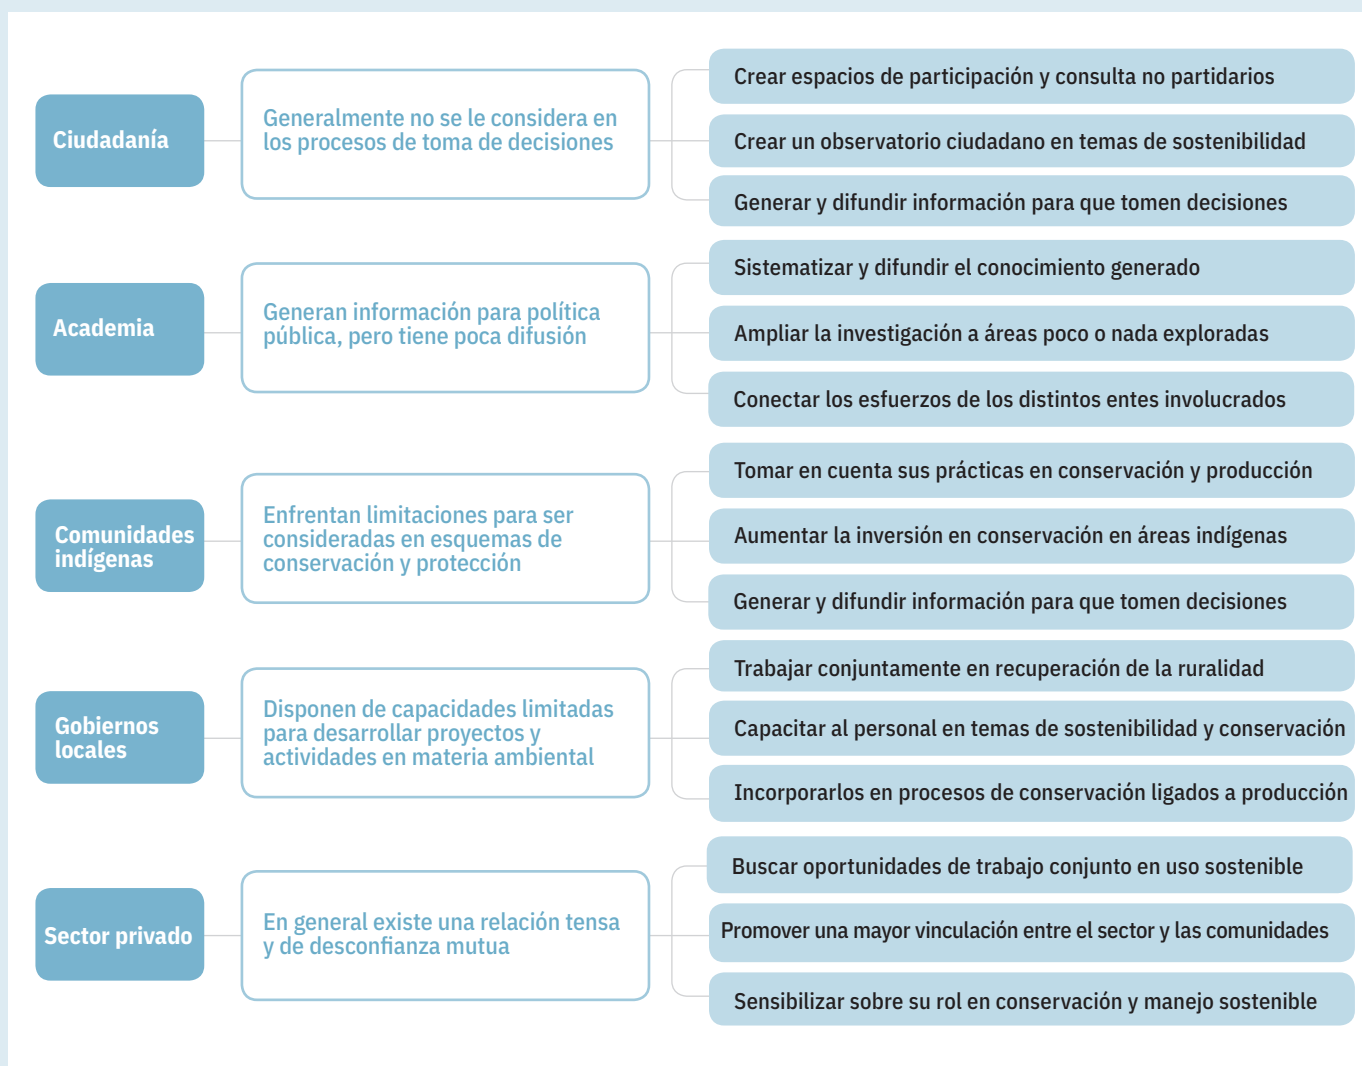 Ciudadanía
Generalmente no se le considera en
los procesos de toma de decisiones
Crear espacios de participación y consulta no partidarios
Crear un observatorio ciudadano en temas de sostenibilidad
Generar y difundir información para que tomen decisiones
Academia
Generan información para política
pública, pero tiene poca difusión
Sistematizar y difundir el conocimiento generado
Ampliar la investigación a áreas poco o nada exploradas
Conectar los esfuerzos de los distintos entes involucrados
Comunidades
indígenas
Enfrentan limitaciones para ser
consideradas en esquemas de
conservación y protección
Tomar en cuenta sus prácticas en conservación y producción
Aumentar la inversión en conservación en áreas indígenas
Generar y difundir información para que tomen decisiones
Gobiernos
locales
Disponen de capacidades limitadas
para desarrollar proyectos y
actividades en materia ambiental
Trabajar conjuntamente en recuperación de la ruralidad
Capacitar al personal en temas de sostenibilidad y conservación
Incorporarlos en procesos de conservación ligados a producción
Sector privado
En general existe una relación tensa
y de desconfianza mutua
Buscar oportunidades de trabajo conjunto en uso sostenible
Promover una mayor vinculación entre el sector y las comunidades
Sensibilizar sobre su rol en conservación y manejo sostenible